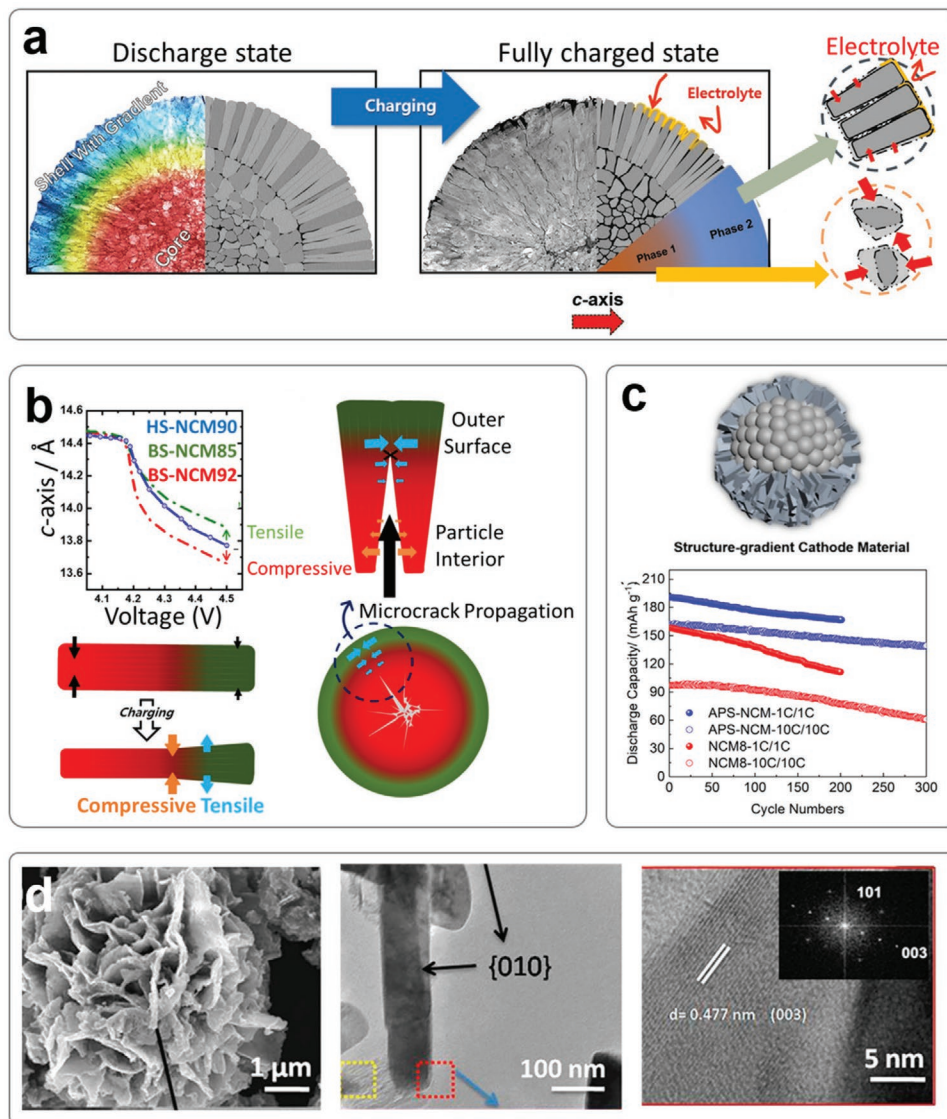 a
Discharge state
Fully charged state
Electrolyte
Charging
Electrolyte
Shell With Gradient
Core
Phase 1
Phase 2
c-axis
b
14.6
14.4
14.2
14.0
13.8
13.6
c-axis / Å
HS-NCM90
BS-NCM85
BS-NCM92
Tensile
Compressive
4.1 4.2 4.3 4.4 4.5
Voltage (V)
Outer
Surface
Particle
Interior
Microcrack Propagation
Charging
Compressive Tensile
c
Structure-gradient Cathode Material
210
180
150
120
90
60
Discharge Capacity/ (mAh g-1
APS-NCM-1C/1C
APS-NCM-10C/10C
NCM8-1C/1C
NCM8-10C/10C
0 50 100 150 200 250 300
Cycle Numbers
d
1 μm
{010}
100 nm
101
003
d= 0.477 nm (003)
5 nm